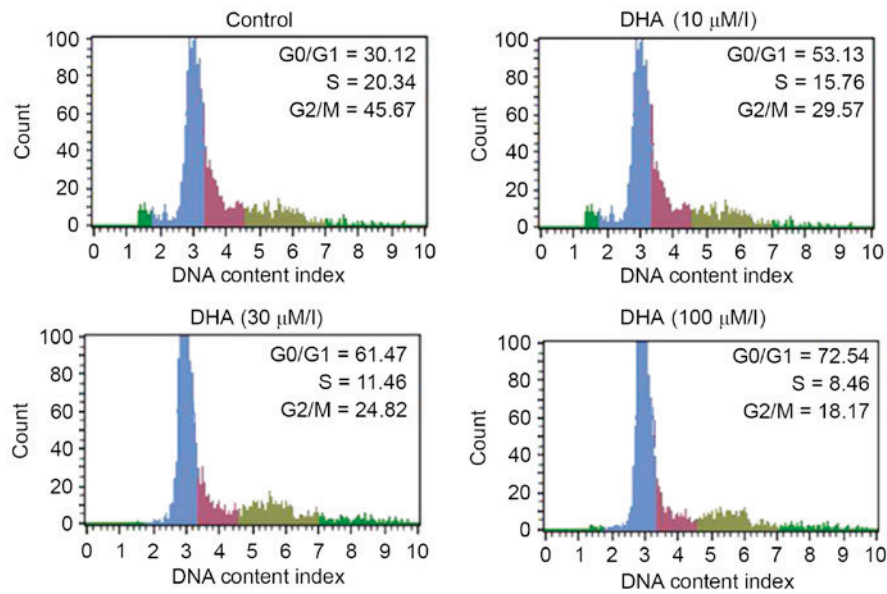 Control
G0/G1 = 30.12
S = 20.34
G2/M = 45.67
Count
100
80
60
40
20
0
0 1 2 3 4 5 6 7 8 9 10
DNA content index
DHA (10 μM/l)
G0/G1 = 53.13
S = 15.76
G2/M = 29.57
Count
100
80
60
40
20
0
0 1 2 3 4 5 6 7 8 9 10
DNA content index
DHA (30 μM/l)
G0/G1 = 61.47
S = 11.46
G2/M = 24.82
Count
100
80
60
40
20
0
0 1 2 3 4 5 6 7 8 9 10
DNA content index
DHA (100 μM/l)
G0/G1 = 72.54
S = 8.46
G2/M = 18.17
Count
100
80
60
40
20
0
0 1 2 3 4 5 6 7 8 9 10
DNA content index